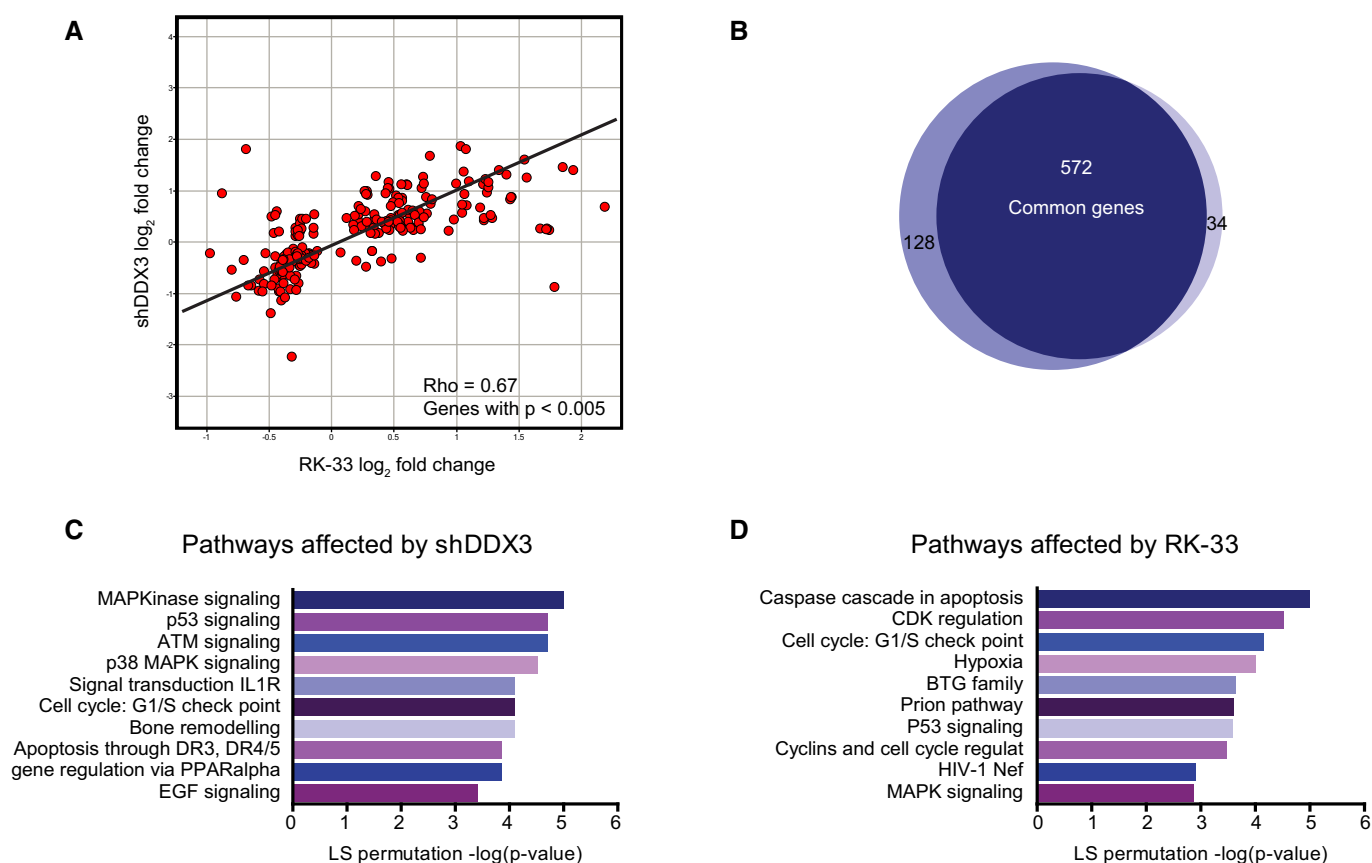 A
4
3
2
1
0
-1
-2
-3
shDDX3 log2 fold change
Rho = 0.67
Genes with p < 0.005
-1 -0.5 0 0.5 1 1.5 2
RK-33 log2 fold change
B
572
Common genes
128
34
C
Pathways affected by shDDX3
MAPKinase signaling
p53 signaling
ATM signaling
p38 MAPK signaling
Signal transduction IL1R
Cell cycle: G1/S check point
Bone remodelling
Apoptosis through DR3, DR4/5
gene regulation via PPARalpha
EGF signaling
0 1 2 3 4 5 6
LS permutation -log(p-value)
D
Pathways affected by RK-33
Caspase cascade in apoptosis
CDK regulation
Cell cycle: G1/S check point
Hypoxia
BTG family
Prion pathway
P53 signaling
Cyclins and cell cycle regulat
HIV-1 Nef
MAPK signaling
0 1 2 3 4 5 6
LS permutation -log(p-value)